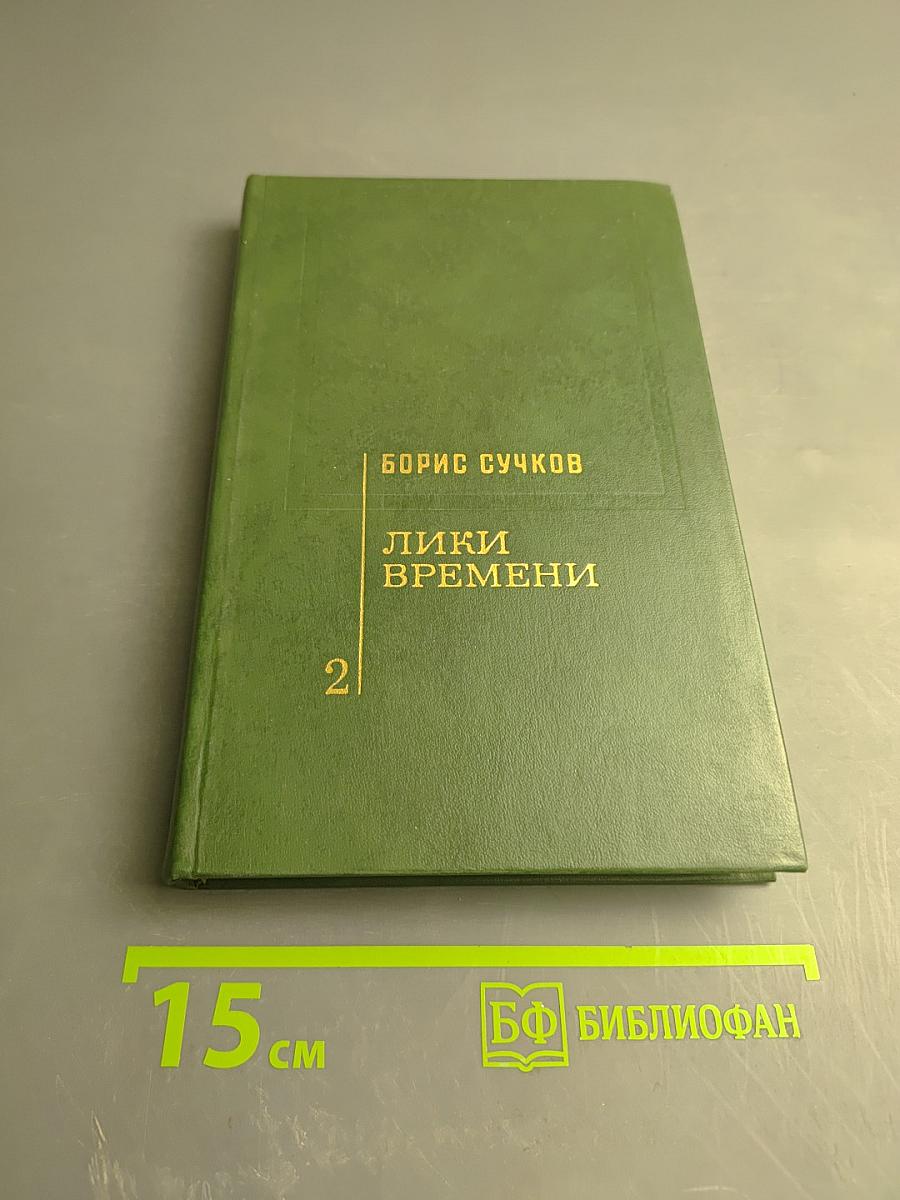 БОРИС СУЧКОВ
ЛИКИ
ВРЕМЕНИ
2
15 см
БФ БИБЛИОФАН